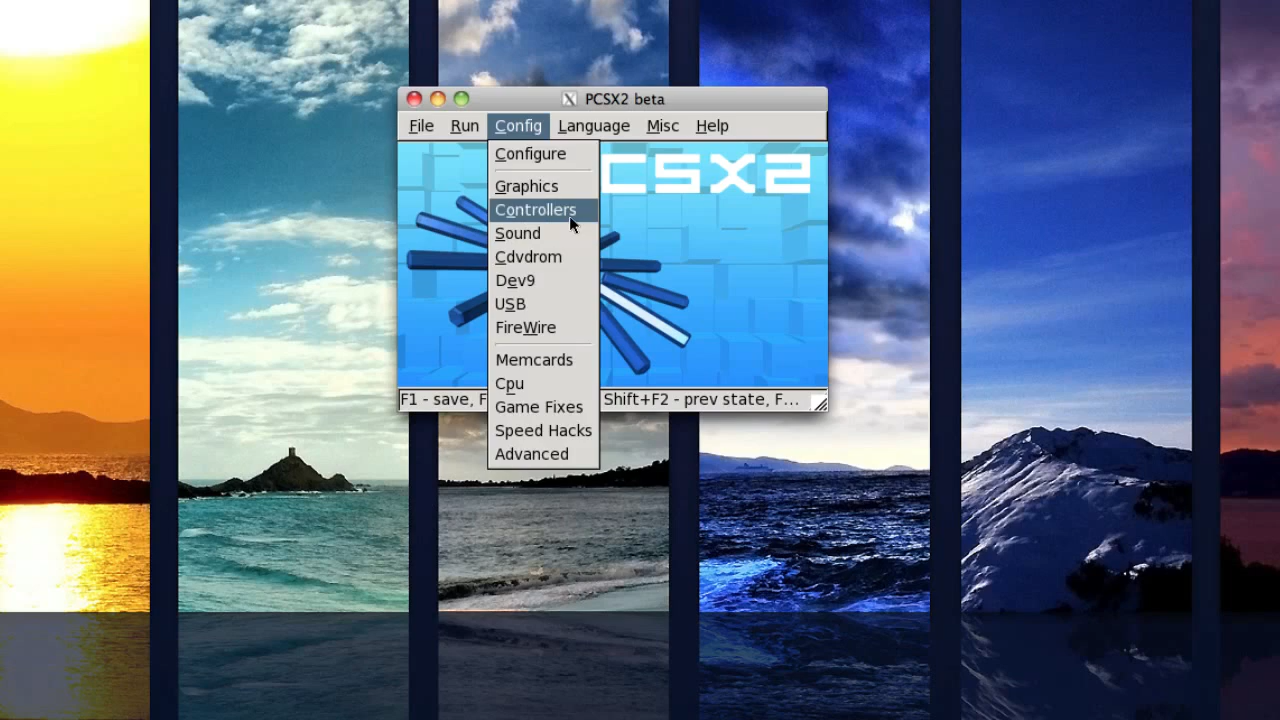 PCSX2 beta
File Run Config Language Misc Help
CSX2
Configure
Graphics
Controllers
Sound
Cdvdrom
Dev9
USB
FireWire
Memcards
Cpu
Game Fixes
Speed Hacks
Advanced
F1 - save, F Shift+F2 - prev state, F...